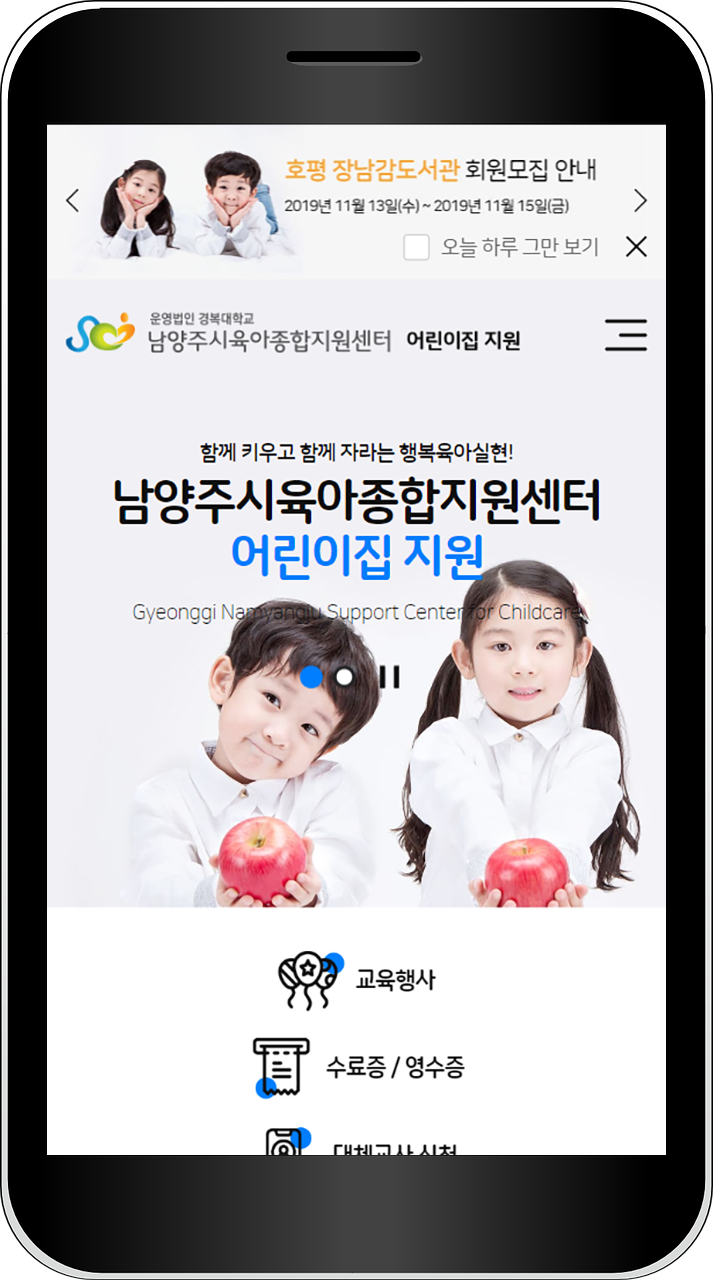 호평 장남감도서관 회원모집 안내
2019년 11월 13일(수) ~ 2019년 11월 15일(금)
오늘 하루 그만 보기
운영법인 경복대학교
남양주시육아종합지원센터 어린이집 지원
함께 키우고 함께 자라는 행복육아실현!
남양주시육아종합지원센터
어린이집 지원
Gyeonggi Namyangju Support Center for Childcare
교육행사
수료증 / 영수증
대체교사 신청